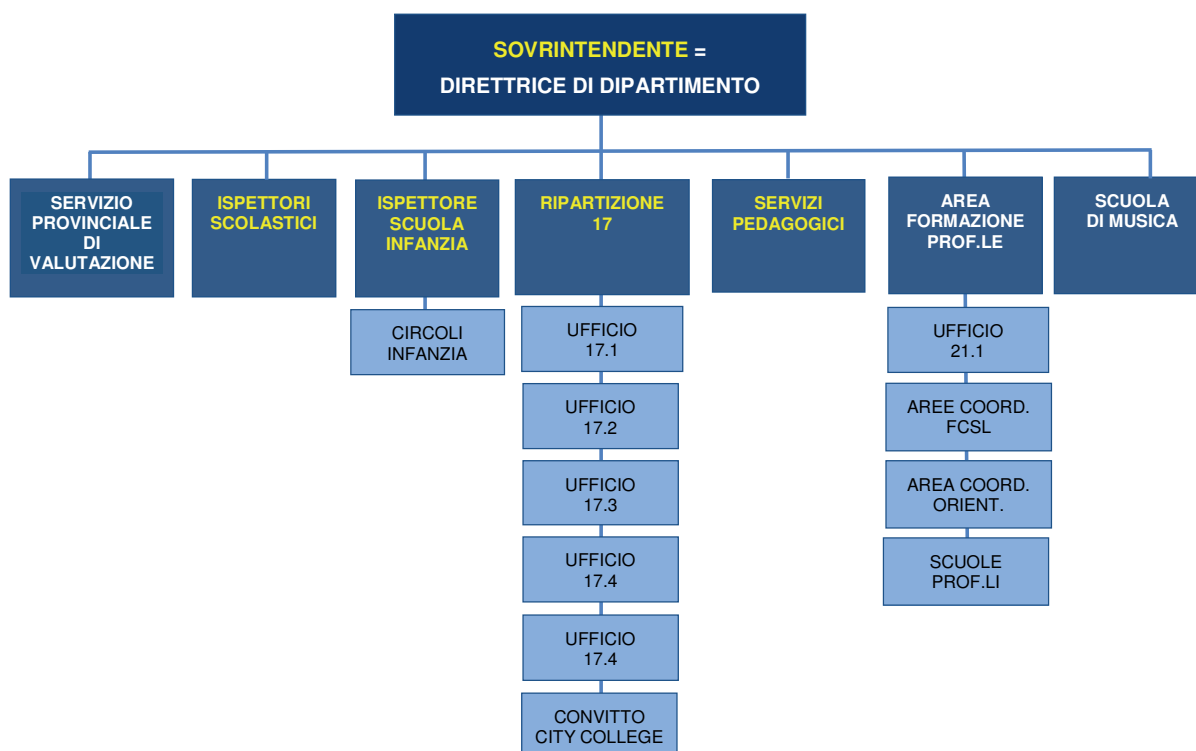 SOVRINTENDENTE =
DIRETTRICE DI DIPARTIMENTO
SERVIZIO
PROVINCIALE
DI
VALUTAZIONE
ISPETTORI
SCOLASTICI
ISPETTORE
SCUOLA
INFANZIA
RIPARTIZIONE
17
SERVIZI
PEDAGOGICI
AREA
FORMAZIONE
PROF.LE
SCUOLA
DI MUSICA
CIRCOLI
INFANZIA
UFFICIO
17.1
UFFICIO
17.2
UFFICIO
17.3
UFFICIO
17.4
UFFICIO
17.4
CONVITTO
CITY COLLEGE
UFFICIO
21.1
AREE COORD.
FCSL
AREA COORD.
ORIENT.
SCUOLE
PROF.LI